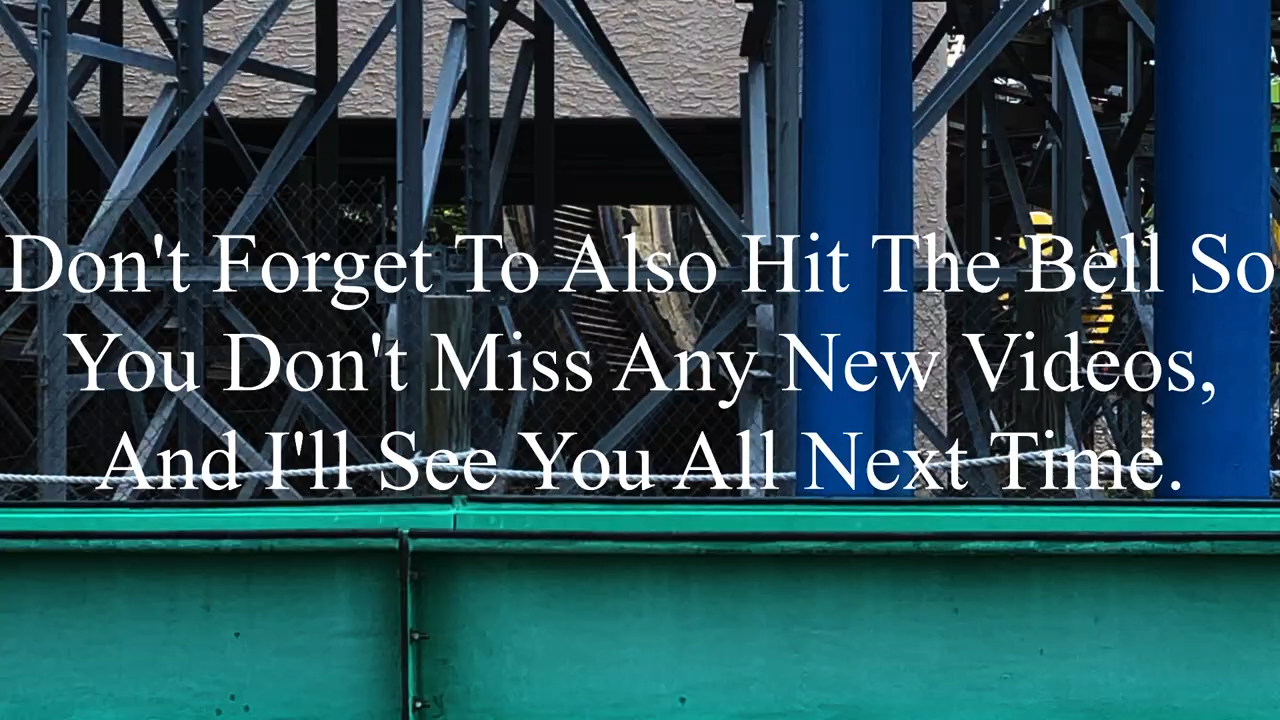 Don't Forget To Also Hit The Bell So
You Don't Miss Any New Videos,
And I'll See You All Next Time.